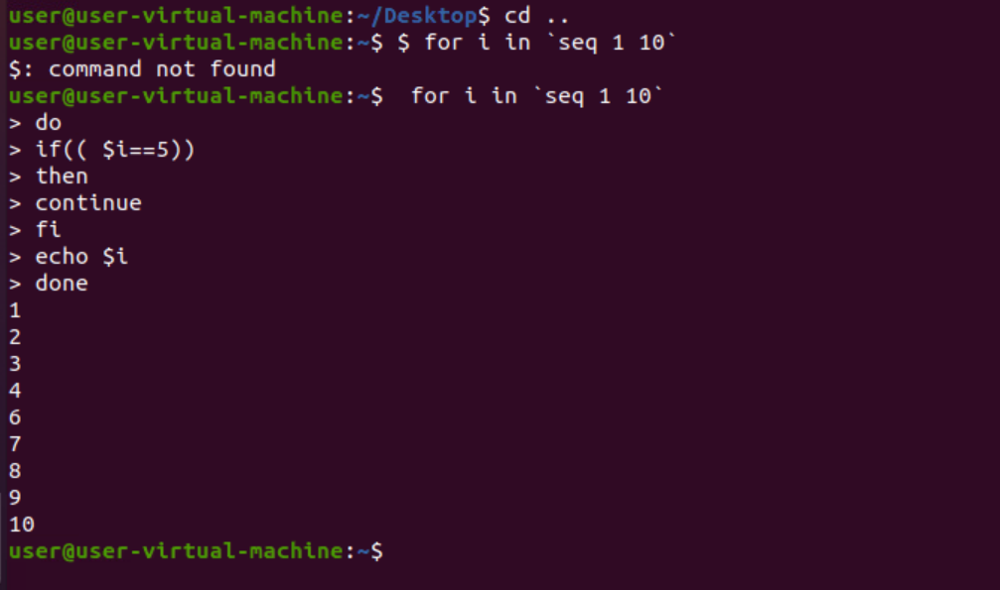 user@user-virtual-machine:~/Desktop$ cd ..
user@user-virtual-machine:~$ $ for i in `seq 1 10`
$: command not found
user@user-virtual-machine:~$  for i in `seq 1 10`
> do
> if(( $i==5))
> then
> continue
> fi
> echo $i
> done
1
2
3
4
6
7
8
9
10
user@user-virtual-machine:~$